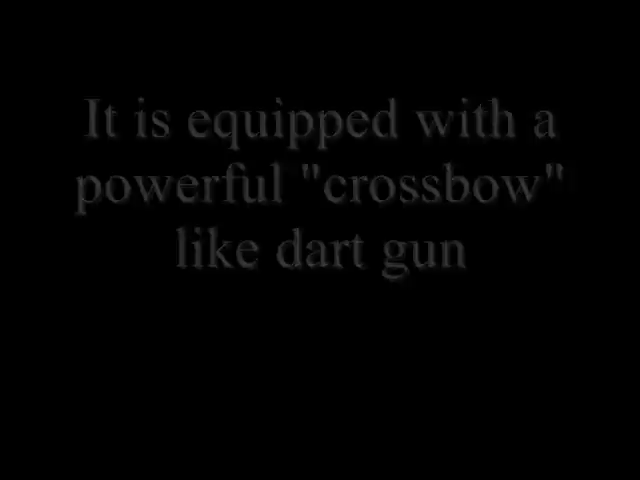 It is equipped with a
powerful "crossbow"
like dart gun